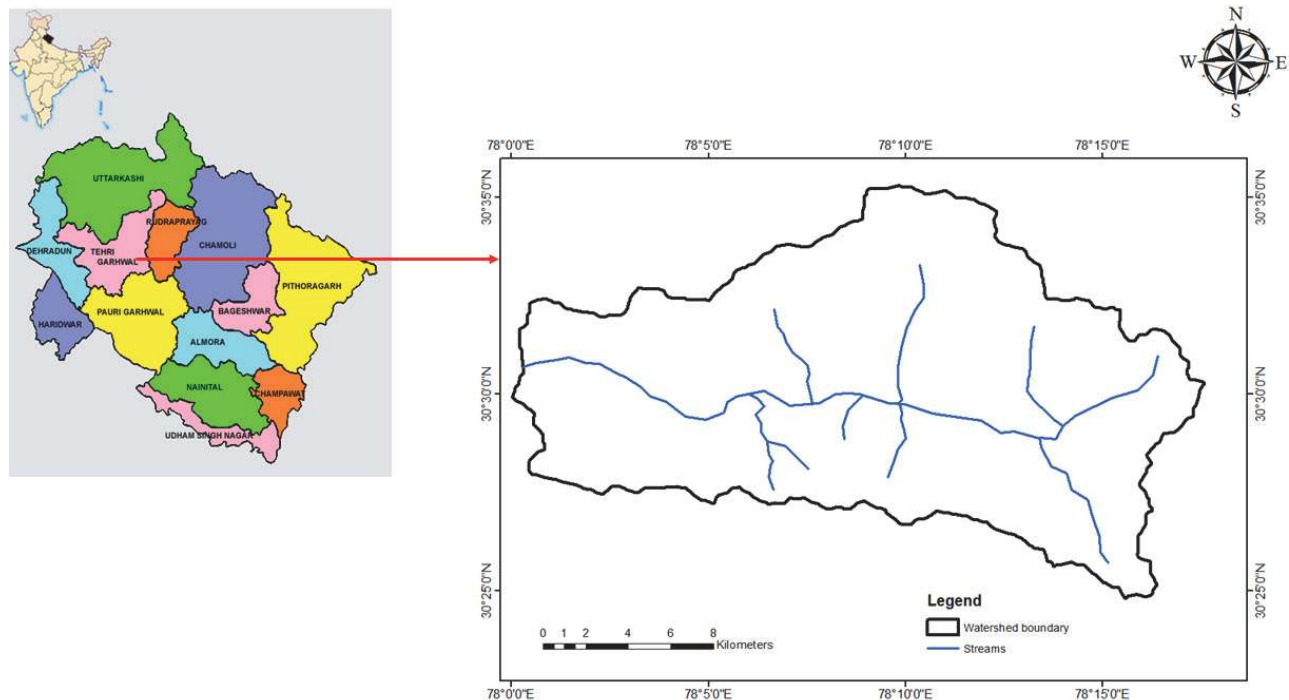 N
W E
S
UTTARKASHI
RUDRAPRAYAG
DEHRADUN
TEHRI
GARHWAL
CHAMOLI
PITHORAGARH
HARIDWAR
PAURI GARHWAL
BAGESHWAR
ALMORA
NAINITAL
CHAMPAWAT
UDHAM SINGH NAGAR
78°0'0"E 78°5'0"E 78°10'0"E 78°15'0"E
30°35'0"N 30°35'0"N
30°30'0"N 30°30'0"N
30°25'0"N 30°25'0"N
Legend
Watershed boundary
Streams
0 1 2 4 6 8
Kilometers
78°0'0"E 78°5'0"E 78°10'0"E 78°15'0"E